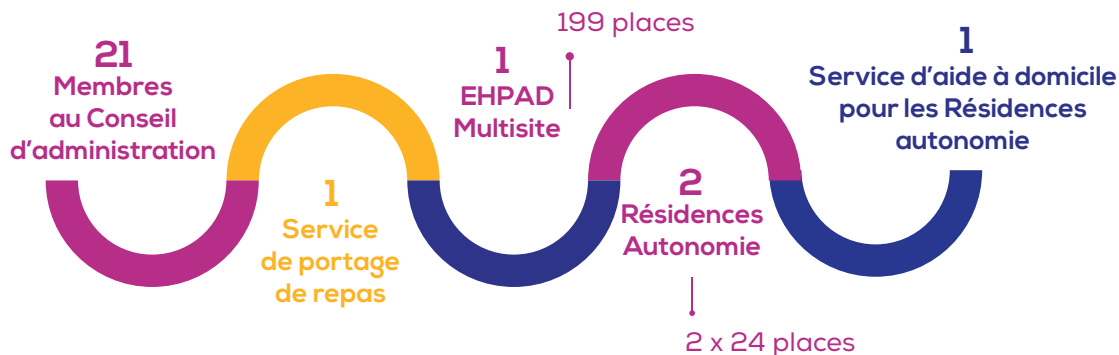 21
Membres
au Conseil
d'administration
1
Service
de portage
de repas
1
EHPAD
Multisite
199 places
2
Résidences
Autonomie
2 x 24 places
1
Service d'aide à domicile
pour les Résidences
autonomie